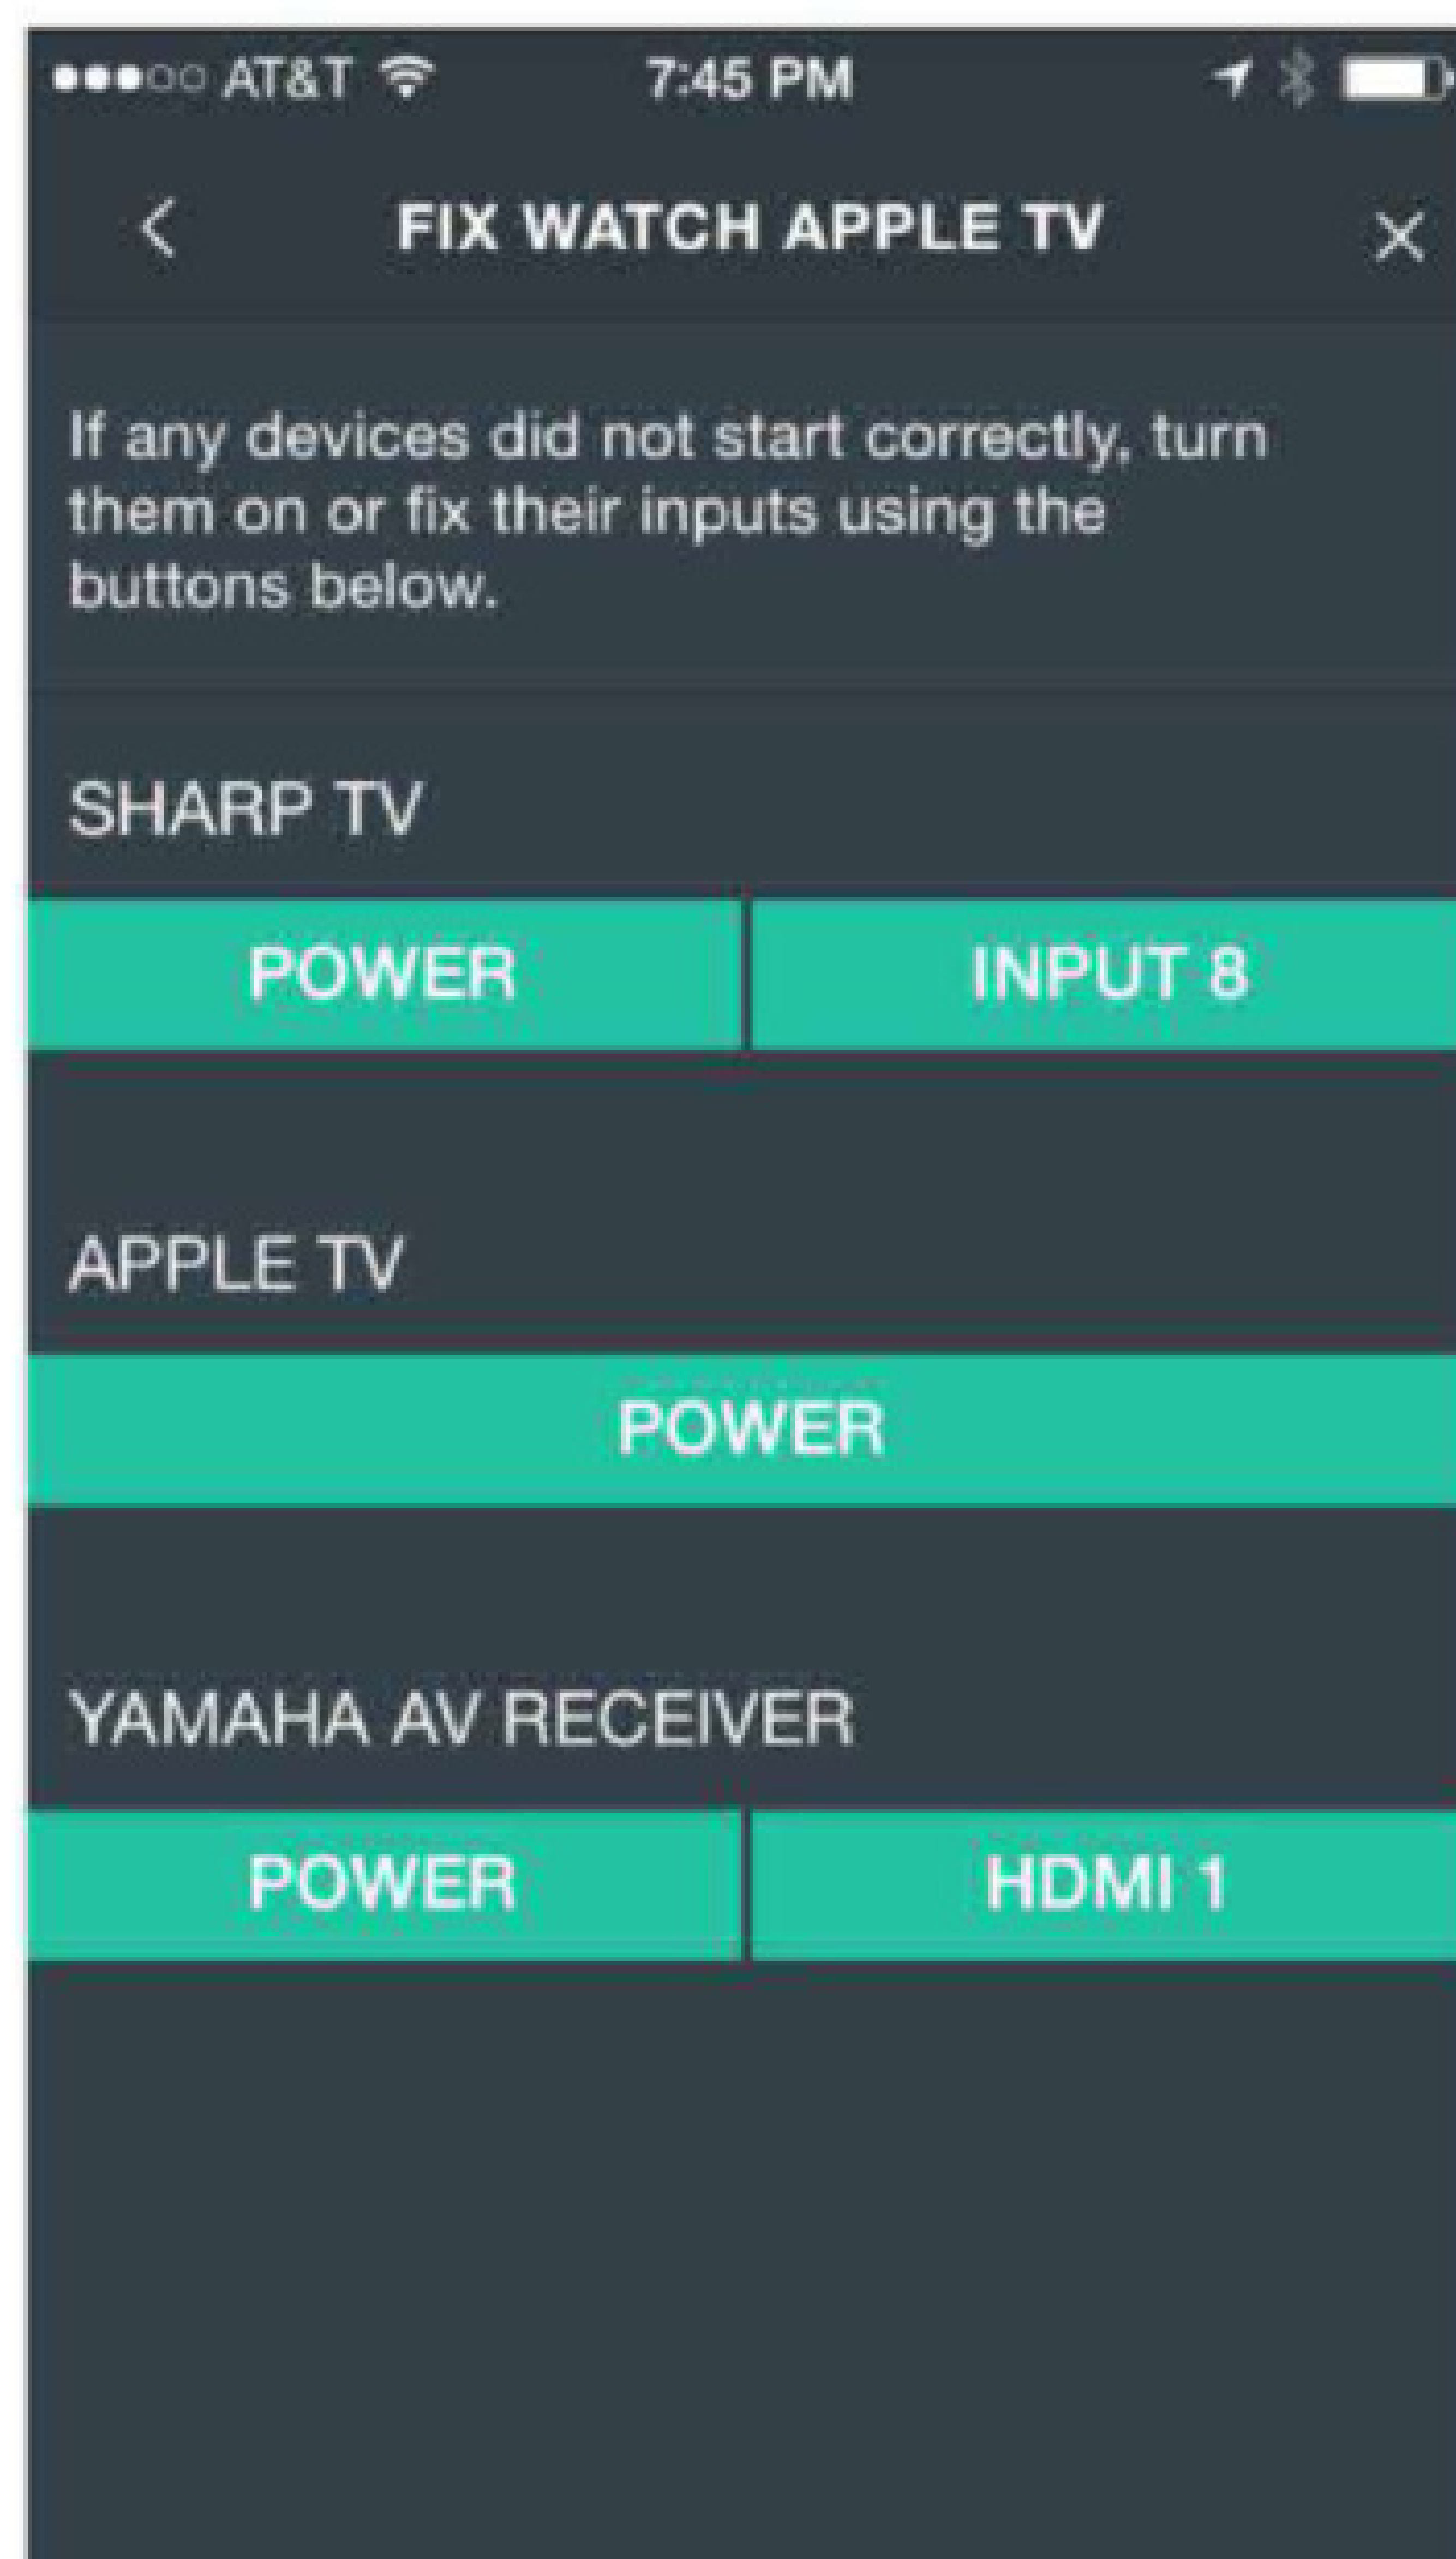 AT&T 7:45 PM
FIX WATCH APPLE TV
If any devices did not start correctly, turn
them on or fix their inputs using the
buttons below.
SHARP TV
POWER INPUT 8
APPLE TV
POWER
YAMAHA AV RECEIVER
POWER HDMI 1